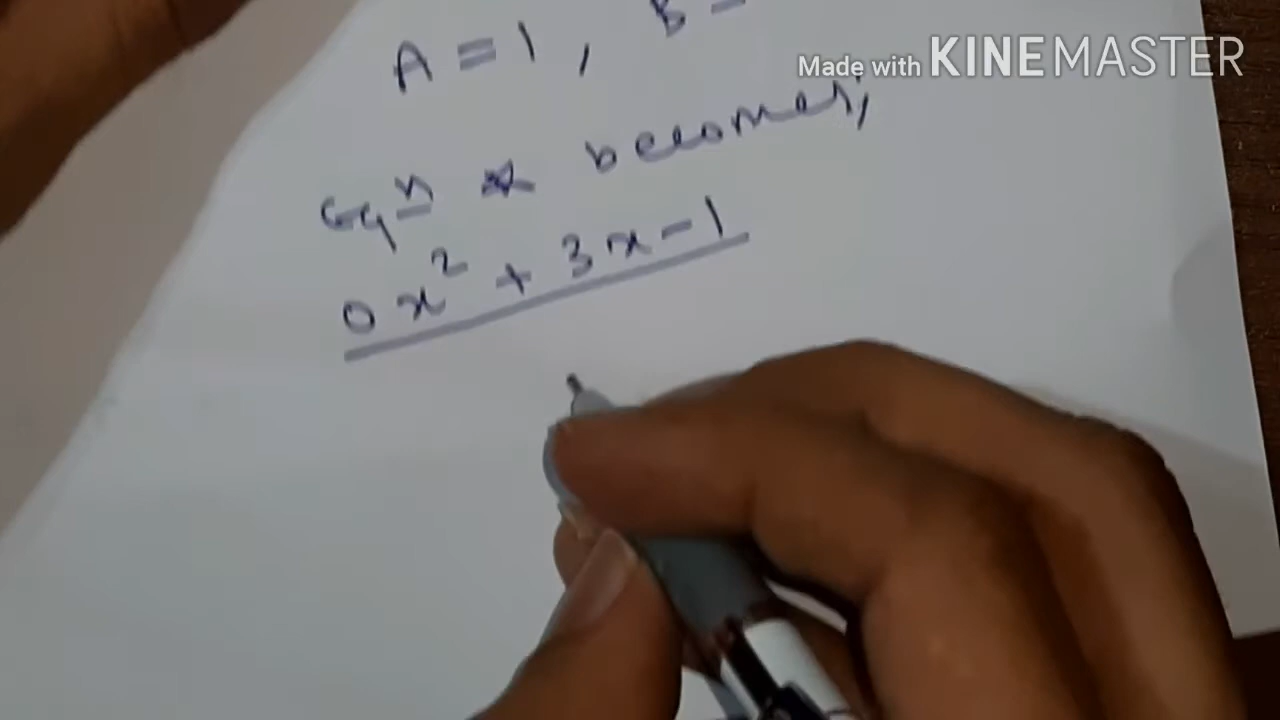 A = 1, B =
Made with KINEMASTER
Eqn * becomes,
0x² + 3x - 1